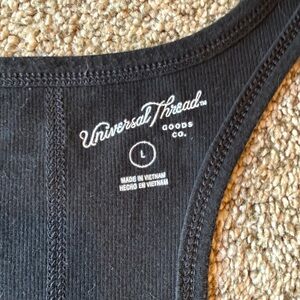 Universal Thread™
GOODS
CO.
L
MADE IN VIETNAM
HECHO EN VIETNAM